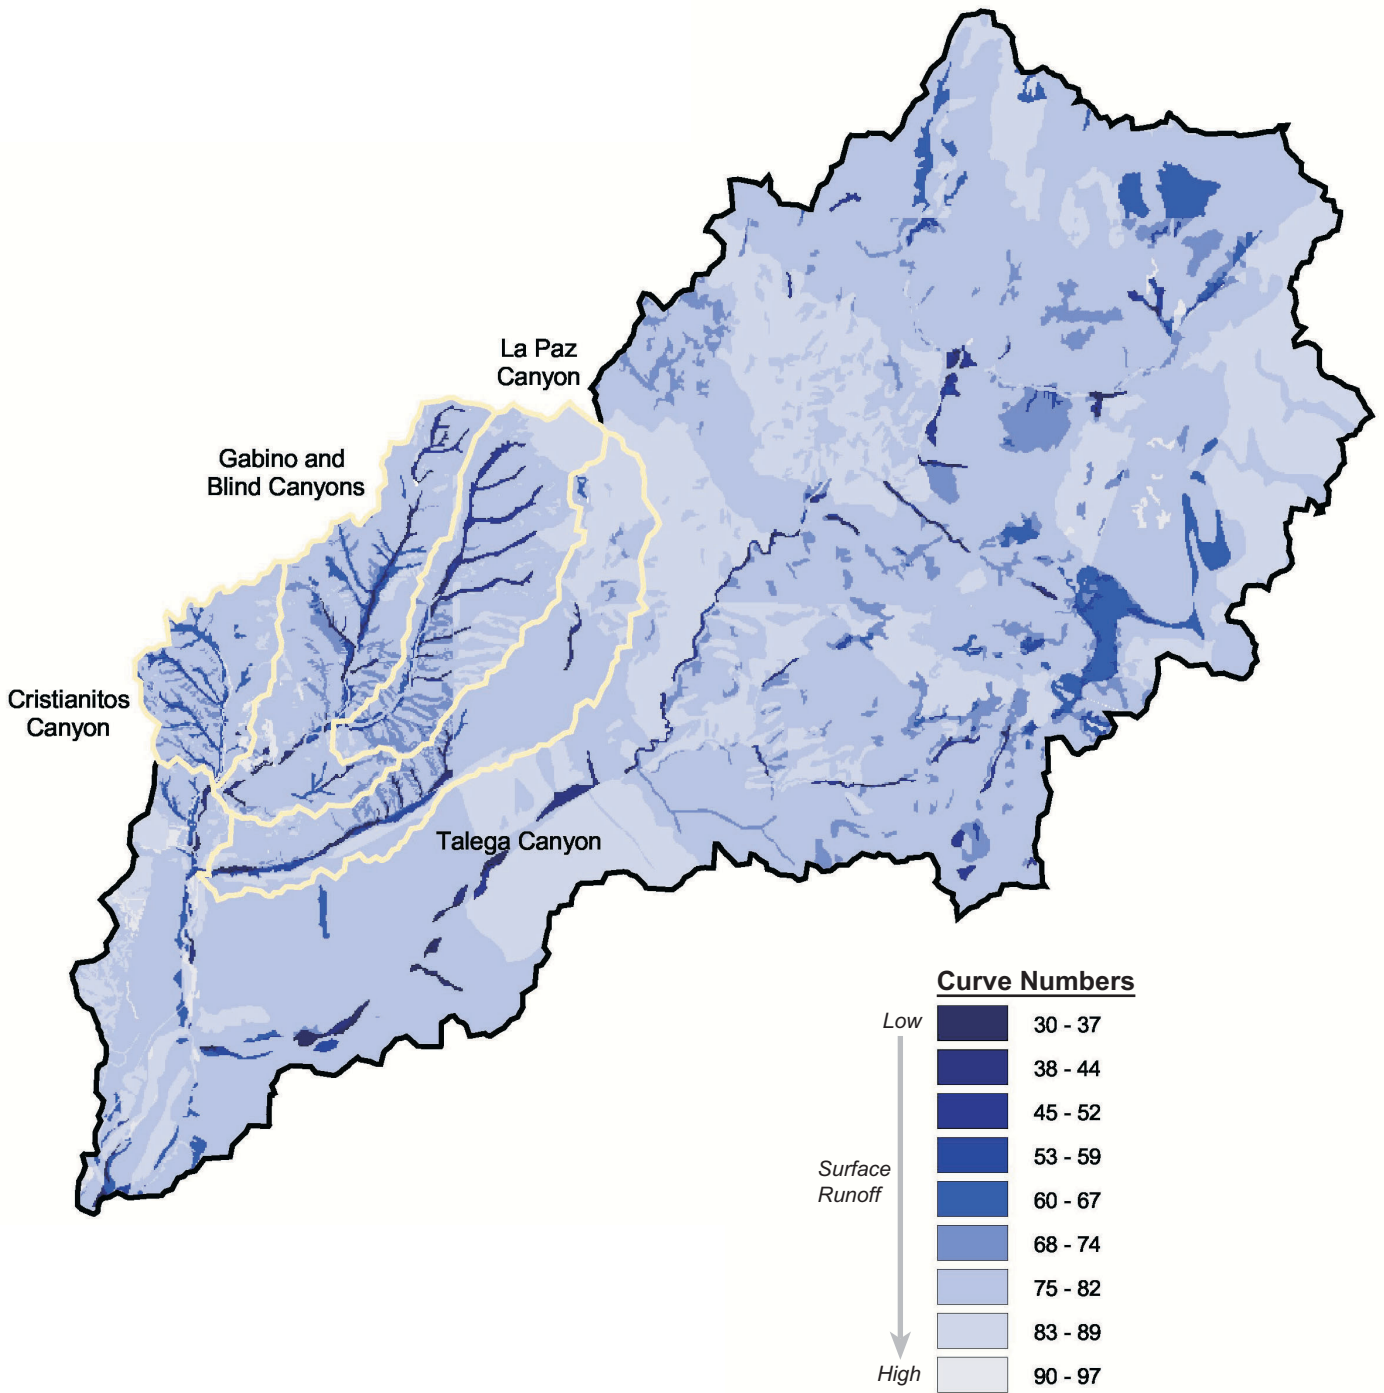 La Paz
Canyon
Gabino and
Blind Canyons
Cristianitos
Canyon
Talega Canyon
Curve Numbers
Low
30 - 37
38 - 44
45 - 52
53 - 59
Surface
Runoff
60 - 67
68 - 74
75 - 82
83 - 89
High
90 - 97